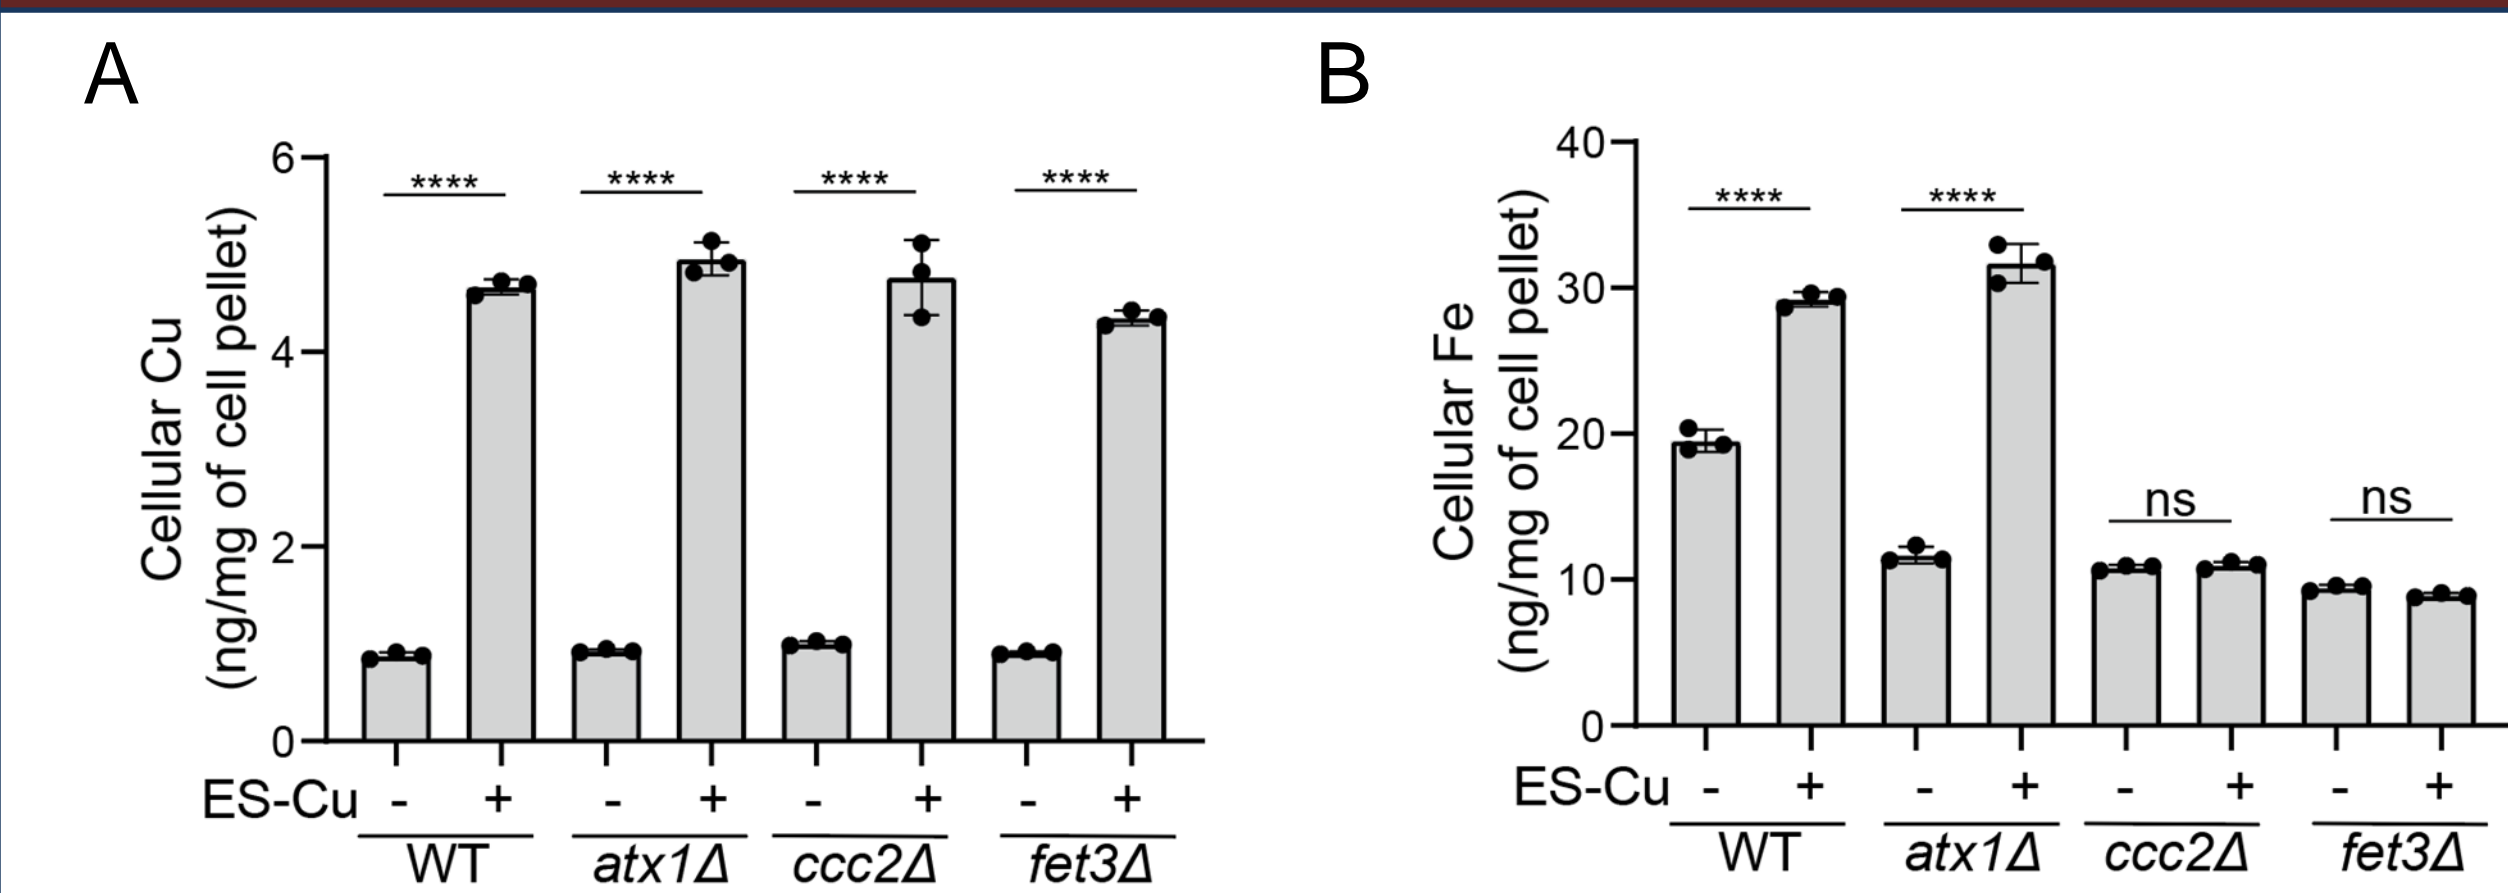 A
Cellular Cu
(ng/mg of cell pellet)
6
4
2
0
**** **** **** ****
ES-Cu - + - + - + - +
WT atx1Δ ccc2Δ fet3Δ
B
Cellular Fe
(ng/mg of cell pellet)
40
30
20
10
0
**** **** ns ns
ES-Cu - + - + - + - +
WT atx1Δ ccc2Δ fet3Δ